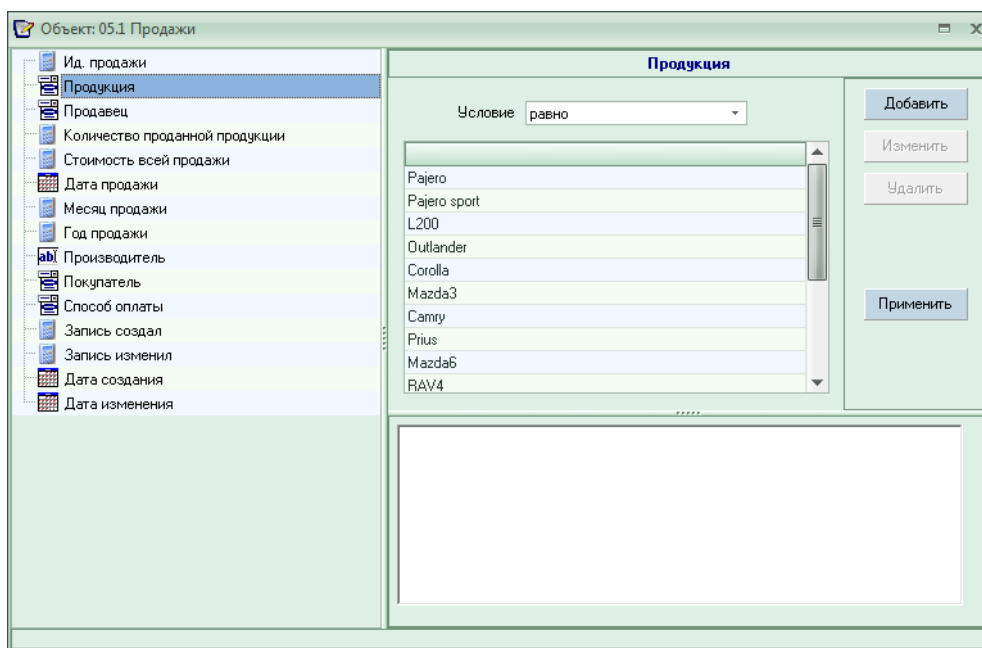 Объект: 05.1 Продажи
Ид. продажи
Продукция
Продавец
Количество проданной продукции
Стоимость всей продажи
Дата продажи
Месяц продажи
Год продажи
Производитель
Покупатель
Способ оплаты
Запись создал
Запись изменил
Дата создания
Дата изменения
Продукция
Условие равно
Pajero
Pajero sport
L200
Outlander
Corolla
Mazda3
Camry
Prius
Mazda6
RAV4
Добавить
Изменить
Удалить
Применить